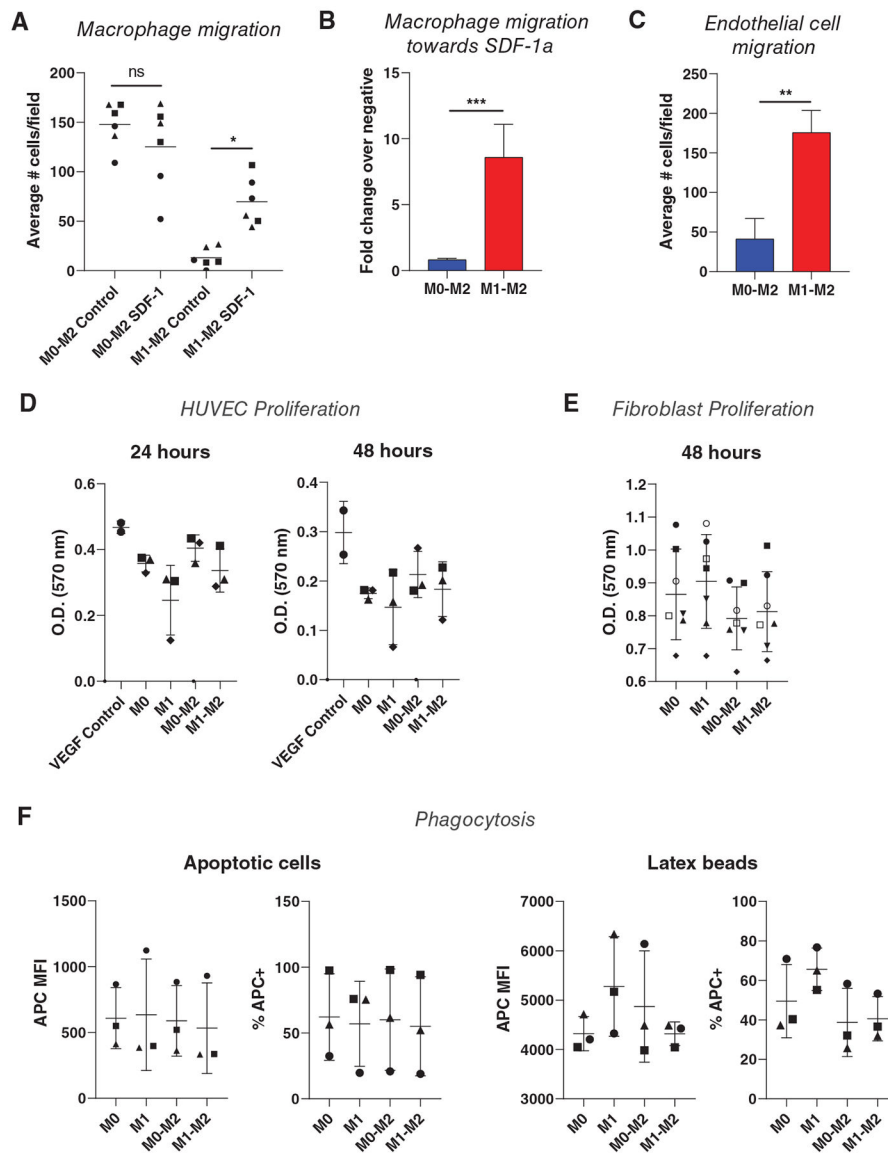 A
Macrophage migration
Average # cells/field
200
150
100
50
0
ns
*
M0-M2 Control
M0-M2 SDF-1
M1-M2 Control
M1-M2 SDF-1
B
Macrophage migration
towards SDF-1a
Fold change over negative
15
10
5
0
***
M0-M2
M1-M2
C
Endothelial cell
migration
Average # cells/field
250
200
150
100
50
0
**
M0-M2
M1-M2
D
HUVEC Proliferation
24 hours
O.D. (570 nm)
0.6
0.4
0.2
0.0
VEGF Control
M0
M1
M0-M2
M1-M2
48 hours
O.D. (570 nm)
0.4
0.3
0.2
0.1
0.0
VEGF Control
M0
M1
M0-M2
M1-M2
E
Fibroblast Proliferation
48 hours
O.D. (570 nm)
1.2
1.1
1.0
0.9
0.8
0.7
0.6
M0
M1
M0-M2
M1-M2
F
Phagocytosis
Apoptotic cells
APC MFI
1500
1000
500
0
M0
M1
M0-M2
M1-M2
% APC+
150
100
50
0
M0
M1
M0-M2
M1-M2
Latex beads
APC MFI
7000
6000
5000
4000
3000
M0
M1
M0-M2
M1-M2
% APC+
100
80
60
40
20
0
M0
M1
M0-M2
M1-M2